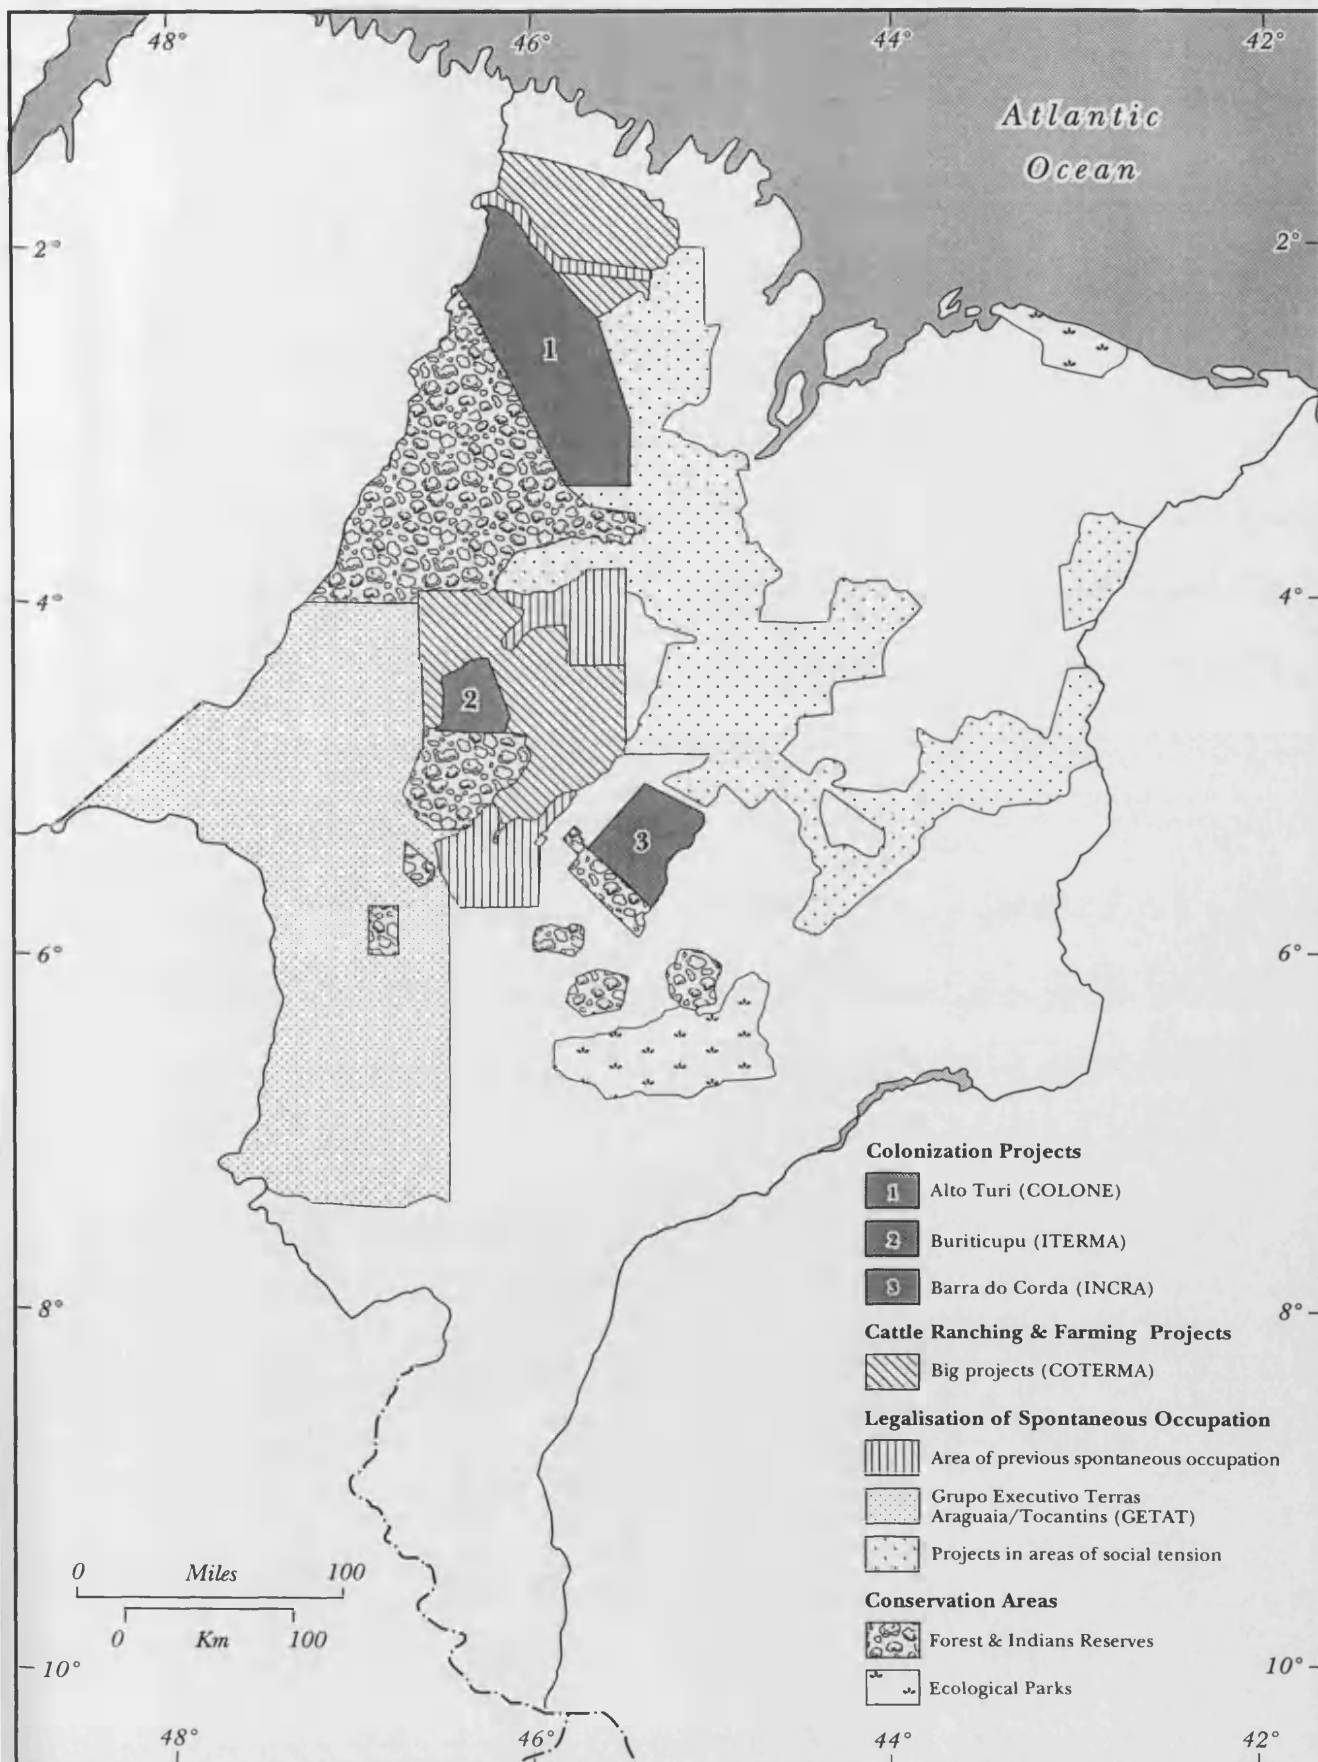 48°
46°
44°
42°
Atlantic
Ocean
2°
2°
1
4°
4°
2
3
6°
6°
Colonization Projects
1 Alto Turi (COLONE)
2 Buriticupu (ITERMA)
3 Barra do Corda (INCRA)
8°
8°
Cattle Ranching & Farming Projects
Big projects (COTERMA)
Legalisation of Spontaneous Occupation
Area of previous spontaneous occupation
Grupo Executivo Terras
Araguaia/Tocantins (GETAT)
Projects in areas of social tension
0 Miles 100
0 Km 100
Conservation Areas
Forest & Indians Reserves
Ecological Parks
10°
10°
48°
46°
44°
42°